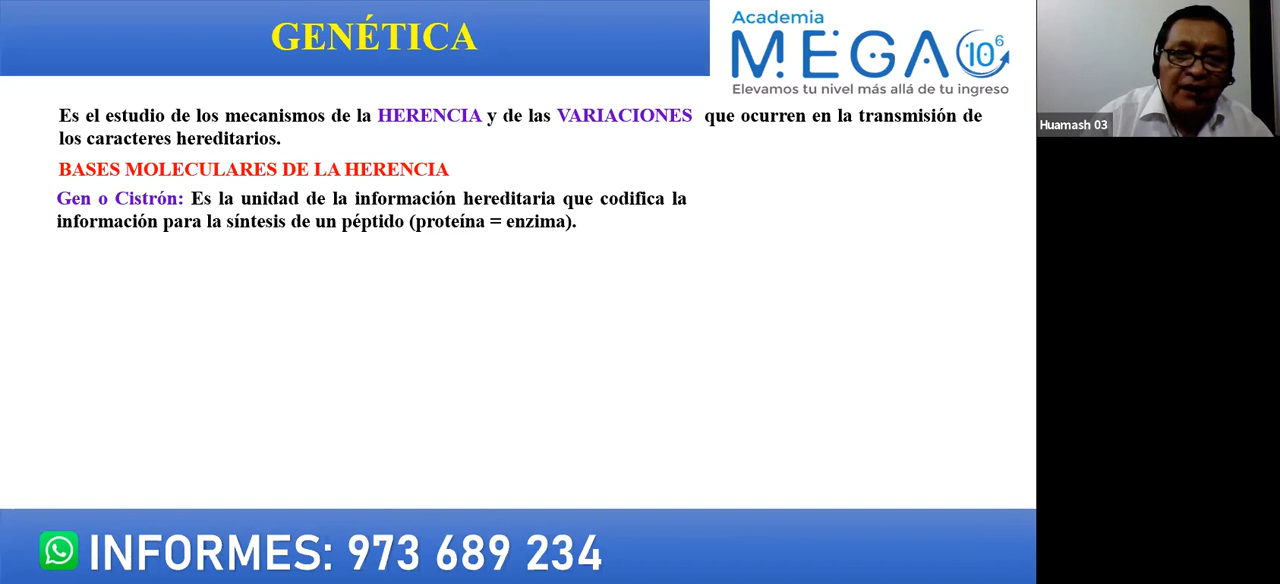 GENÉTICA
Academia
MEGA 10⁶
Elevamos tu nivel más allá de tu ingreso
Huamash 03
Es el estudio de los mecanismos de la HERENCIA y de las VARIACIONES que ocurren en la transmisión de
los caracteres hereditarios.
BASES MOLECULARES DE LA HERENCIA
Gen o Cistrón: Es la unidad de la información hereditaria que codifica la
información para la síntesis de un péptido (proteína = enzima).
INFORMES: 973 689 234